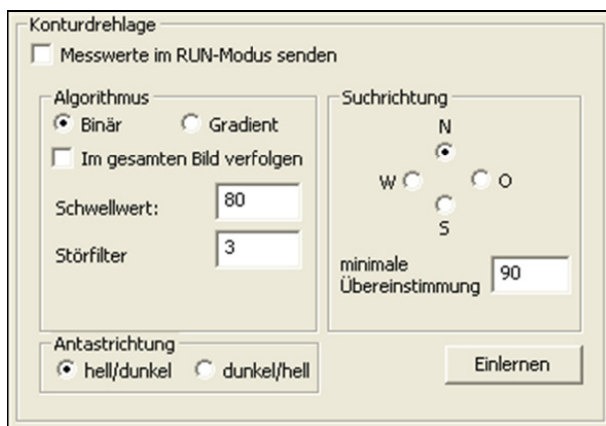 Konturdrehlage
Messwerte im RUN-Modus senden
Algorithmus
Binär Gradient
Im gesamten Bild verfolgen
Schwellwert: 80
Störfilter 3
Suchrichtung
N
W O
S
minimale
Übereinstimmung 90
Antastrichtung
hell/dunkel dunkel/hell
Einlernen